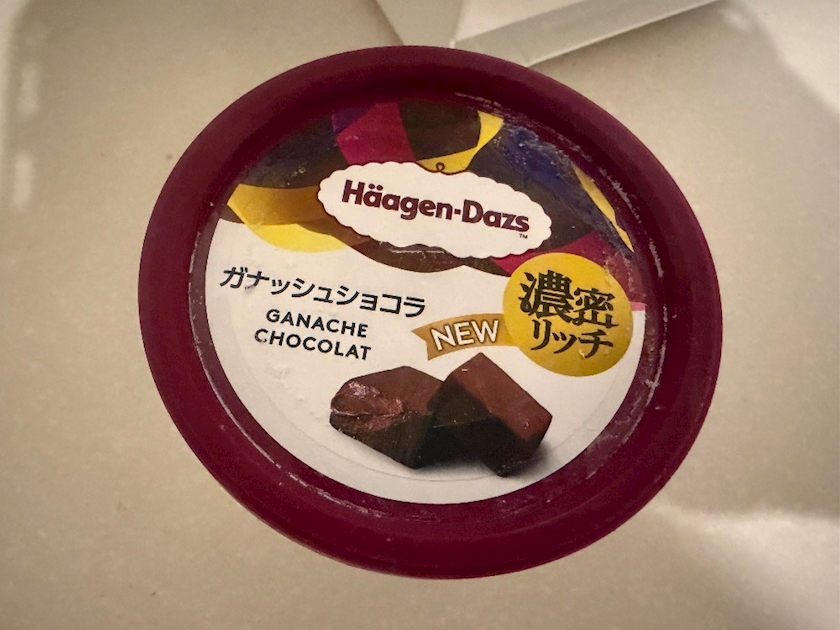 Häagen-Dazs
TM
ガナッシュショコラ
GANACHE
CHOCOLAT
NEW
濃密
リッチ